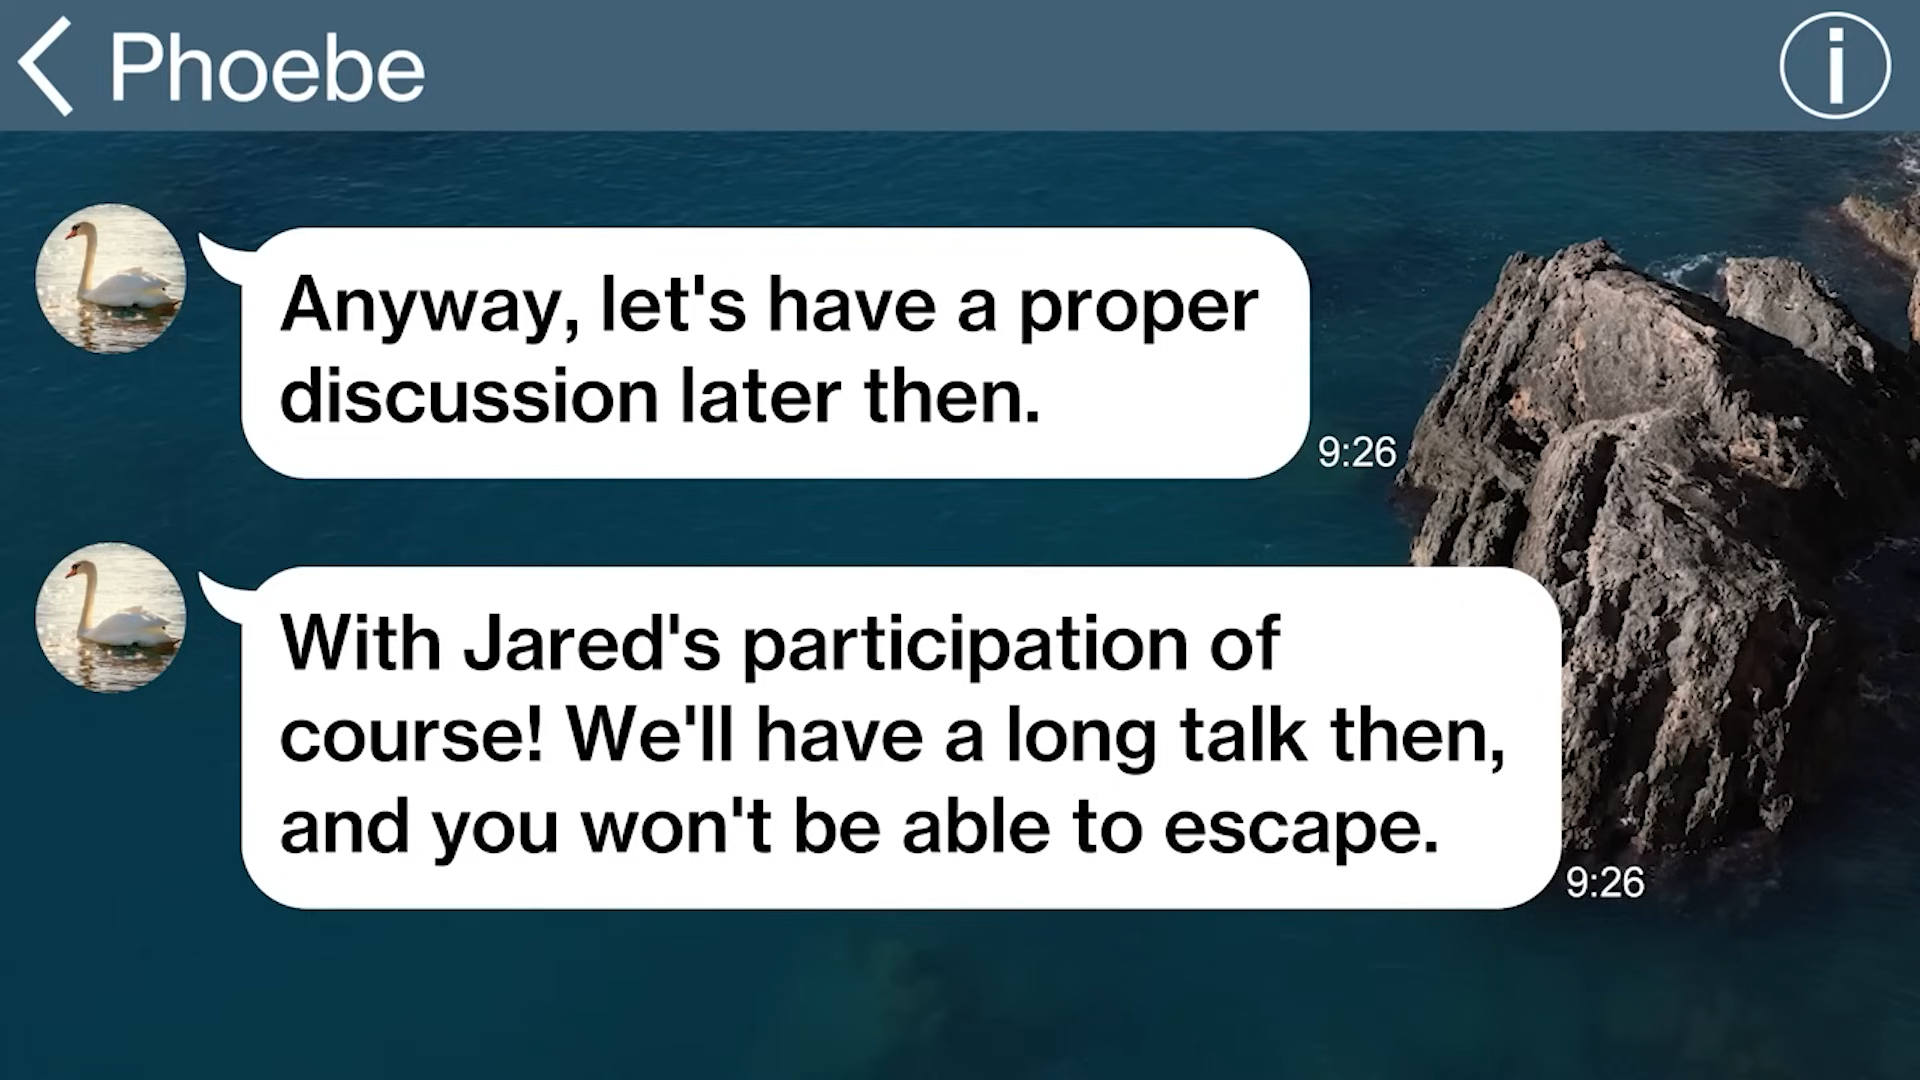 Phoebe
Anyway, let's have a proper
discussion later then.
9:26
With Jared's participation of
course! We'll have a long talk then,
and you won't be able to escape.
9:26